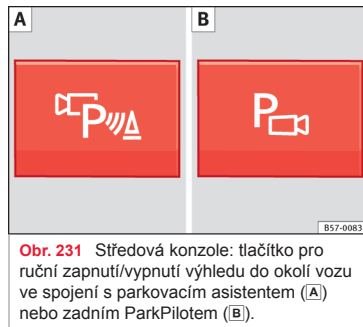 A
B
P
P
B57-0083
Obr. 231 Středová konzole: tlačítko pro
ruční zapnutí/vypnutí výhledu do okolí vozu
ve spojení s parkovacím asistentem (A)
nebo zadním ParkPilotem (B).